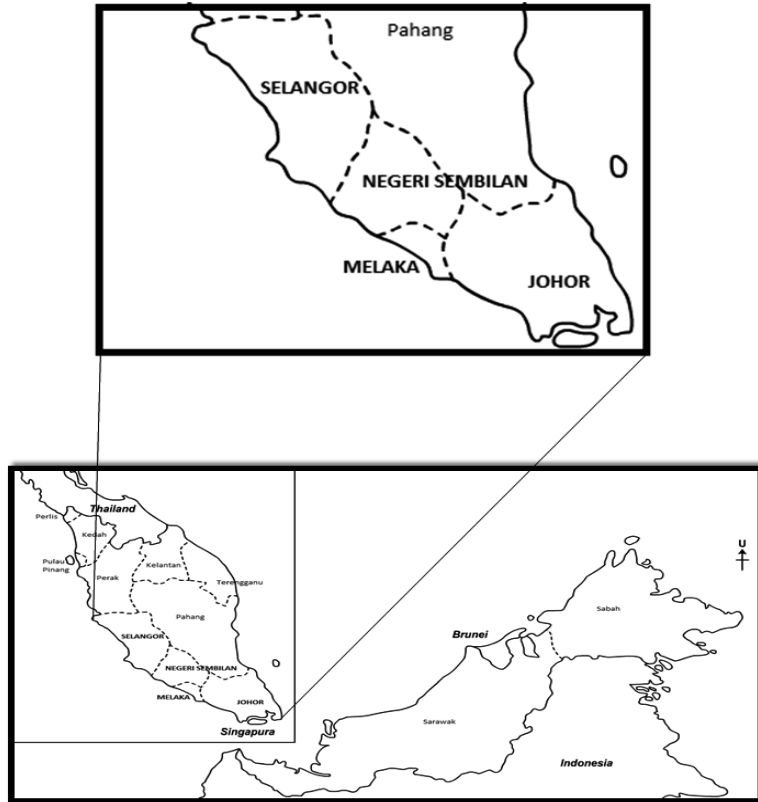 Pahang
SELANGOR
NEGERI SEMBILAN
MELAKA
JOHOR
Thailand
Perlis
Kedah
Pulau
Pinang
Kelantan
Perak
Terengganu
Pahang
SELANGOR
NEGERI SEMBILAN
MELAKA
JOHOR
Singapura
U
Sabah
Brunei
Sarawak
Indonesia